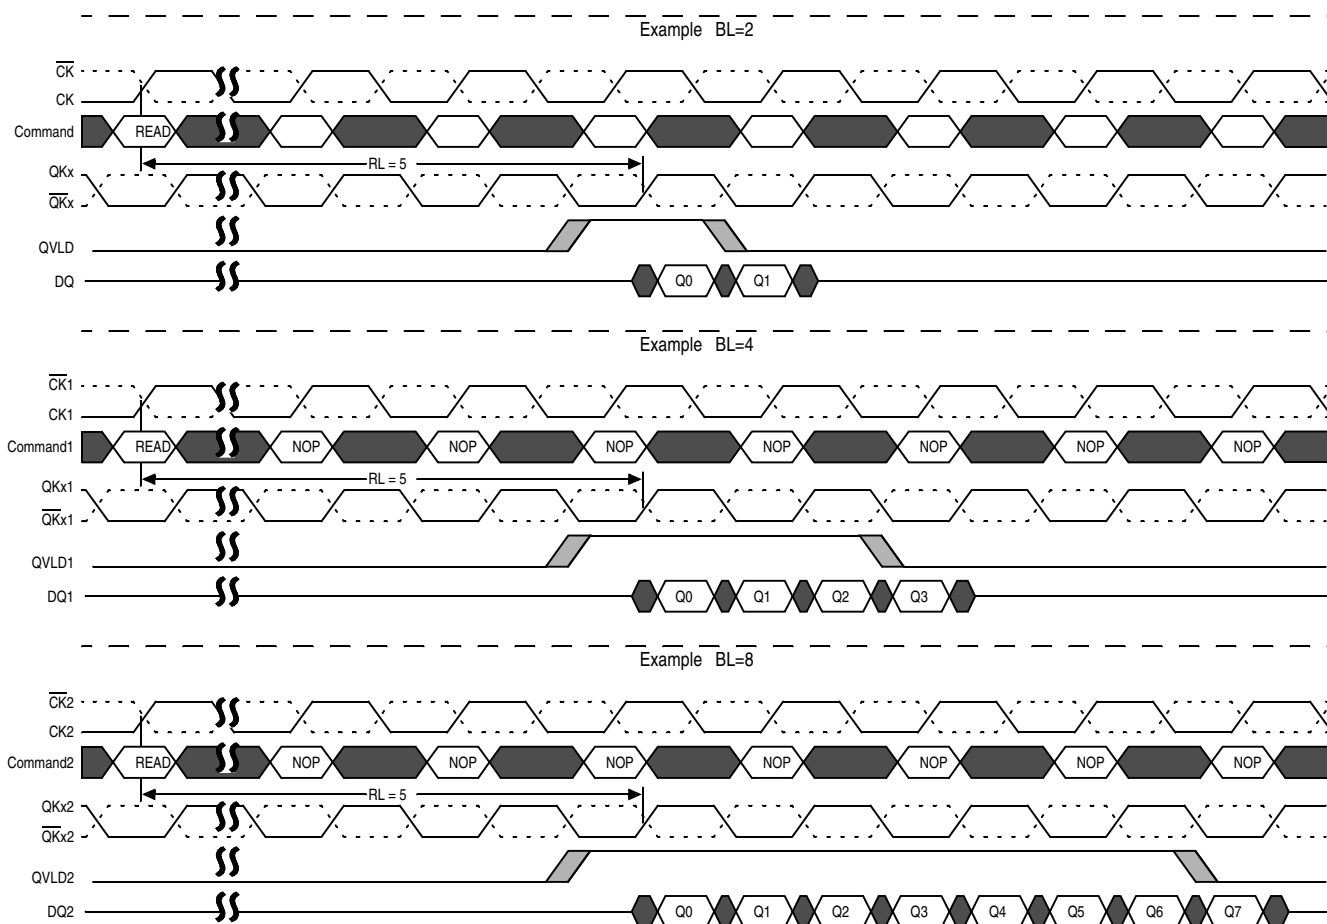 Example BL=2
CK
CK
Command READ
RL = 5
QKx
QKx
QVLD
DQ Q0 Q1
Example BL=4
CK1
CK1
Command1 READ NOP NOP NOP NOP NOP NOP NOP
RL = 5
QKx1
QKx1
QVLD1
DQ1 Q0 Q1 Q2 Q3
Example BL=8
CK2
CK2
Command2 READ NOP NOP NOP NOP NOP NOP NOP
RL = 5
QKx2
QKx2
QVLD2
DQ2 Q0 Q1 Q2 Q3 Q4 Q5 Q6 Q7